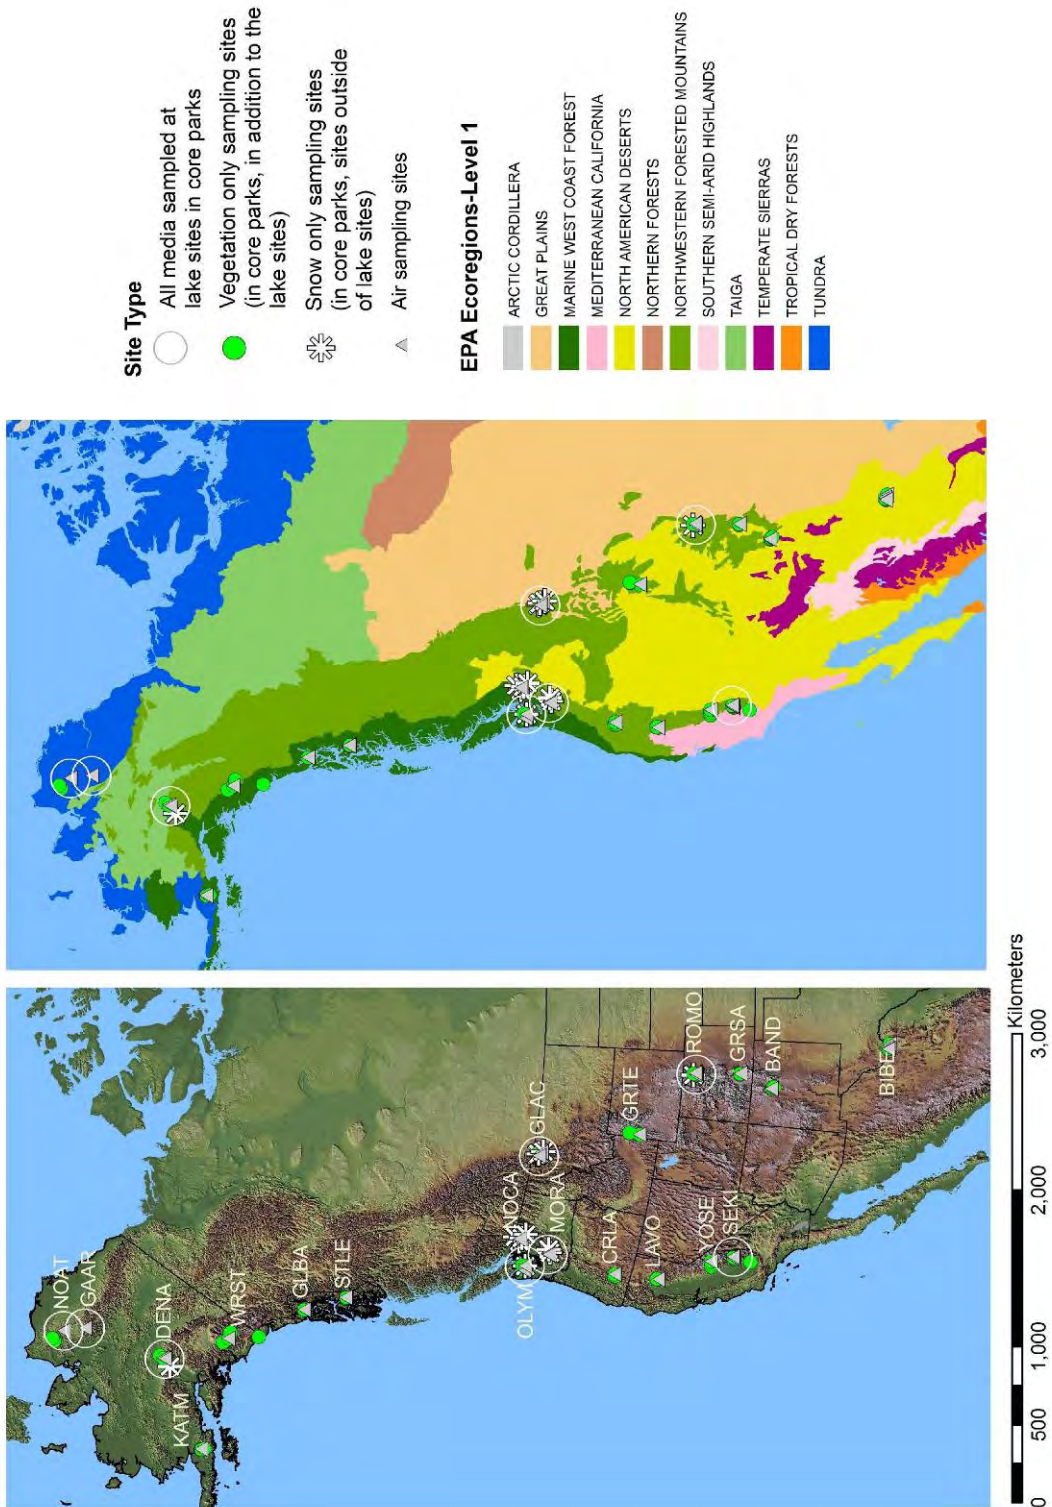 NOAT
GAAR
DENA
KATM
WRST
GLBA
STLE
OLYM
NOCA
MORA
GLAC
CRLA
LAVO
YOSE
SEKI
GRTE
ROMO
GRSA
BAND
BIBE
0 500 1,000 2,000 3,000
Kilometers
Site Type
All media sampled at
lake sites in core parks
Vegetation only sampling sites
(in core parks, in addition to the
lake sites)
Snow only sampling sites
(in core parks, sites outside
of lake sites)
Air sampling sites
EPA Ecoregions-Level 1
ARCTIC CORDILLERA
GREAT PLAINS
MARINE WEST COAST FOREST
MEDITERRANEAN CALIFORNIA
NORTH AMERICAN DESERTS
NORTHERN FORESTS
NORTHWESTERN FORESTED MOUNTAINS
SOUTHERN SEMI-ARID HIGHLANDS
TAIGA
TEMPERATE SIERRAS
TROPICAL DRY FORESTS
TUNDRA